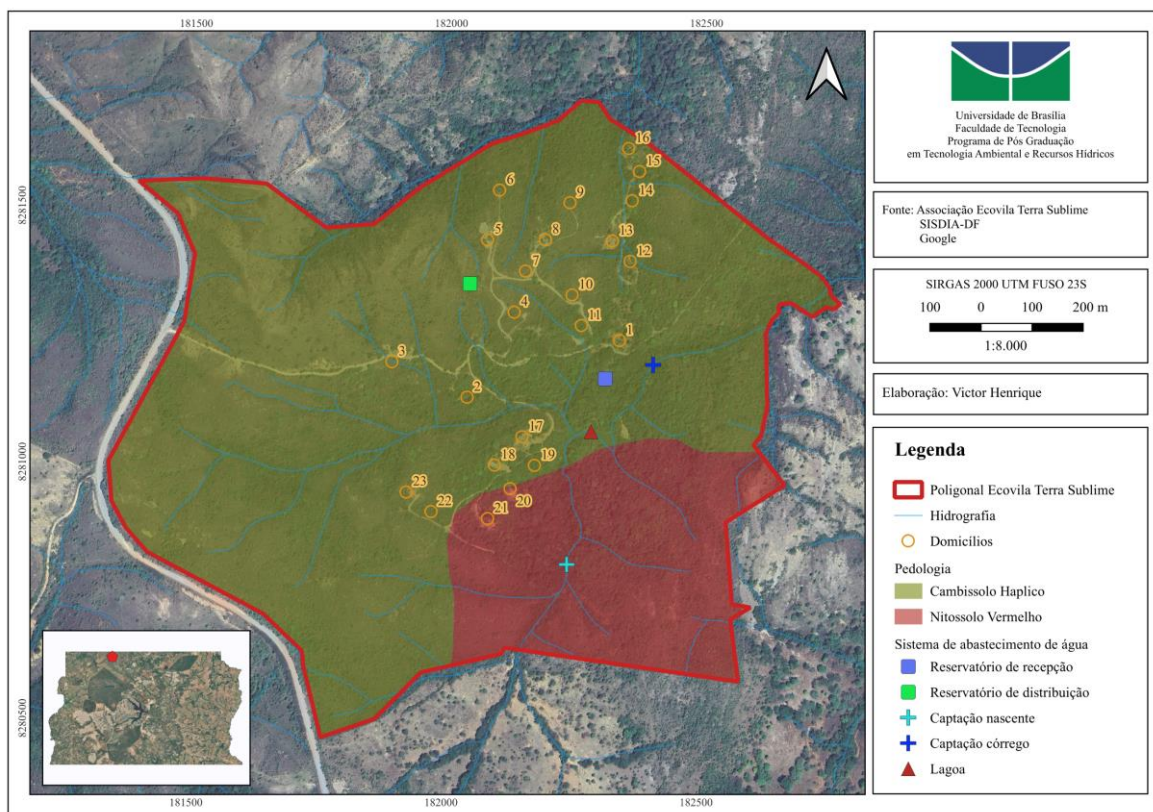 181500
182000
182500
8281500
8281000
8280500
16
15
6
9
14
5
8
13
7
12
10
4
11
1
3
2
17
18
19
23
22
20
21
181500
182000
182500
Universidade de Brasília
Faculdade de Tecnologia
Programa de Pós Graduação
em Tecnologia Ambiental e Recursos Hídricos
Fonte: Associação Ecovila Terra Sublime
SISDIA-DF
Google
SIRGAS 2000 UTM FUSO 23S
100 0 100 200 m
1:8.000
Elaboração: Victor Henrique
Legenda
Poligonal Ecovila Terra Sublime
Hidrografia
Domicílios
Pedologia
Cambissolo Haplico
Nitossolo Vermelho
Sistema de abastecimento de água
Reservatório de recepção
Reservatório de distribuição
Captação nascente
Captação córrego
Lagoa